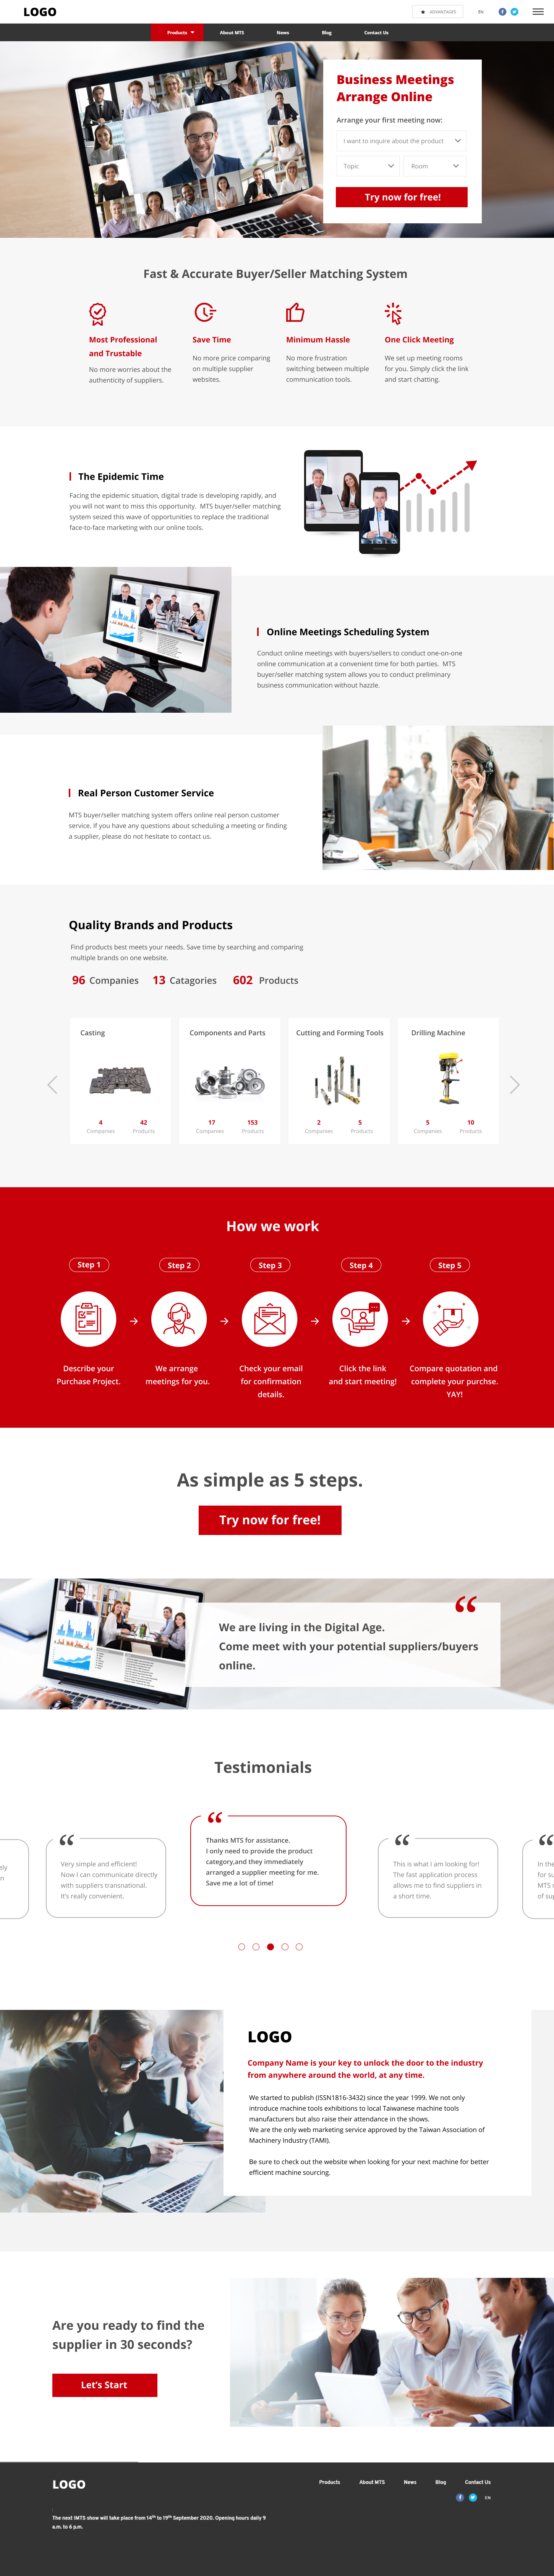 LOGO
ADVANTAGES
EN
Products
About MTS
News
Blog
Contact Us
Business Meetings
Arrange Online
Arrange your first meeting now:
I want to inquire about the product
Topic
Room
Try now for free!
Fast & Accurate Buyer/Seller Matching System
Most Professional
and Trustable
No more worries about the
authenticity of suppliers.
Save Time
No more price comparing
on multiple supplier
websites.
Minimum Hassle
No more frustration
switching between multiple
communication tools.
One Click Meeting
We set up meeting rooms
for you. Simply click the link
and start chatting.
The Epidemic Time
Facing the epidemic situation, digital trade is developing rapidly, and
you will not want to miss this opportunity. MTS buyer/seller matching
system seized this wave of opportunities to replace the traditional
face-to-face marketing with our online tools.
Online Meetings Scheduling System
Conduct online meetings with buyers/sellers to conduct one-on-one
online communication at a convenient time for both parties. MTS
buyer/seller matching system allows you to conduct preliminary
business communication without hazzle.
Real Person Customer Service
MTS buyer/seller matching system offers online real person customer
service. If you have any questions about scheduling a meeting or finding
a supplier, please do not hesitate to contact us.
Quality Brands and Products
Find products best meets your needs. Save time by searching and comparing
multiple brands on one website.
96 Companies 13 Catagories 602 Products
Casting
4
Companies
42
Products
Components and Parts
17
Companies
153
Products
Cutting and Forming Tools
2
Companies
5
Products
Drilling Machine
5
Companies
10
Products
How we work
Step 1
Describe your
Purchase Project.
Step 2
We arrange
meetings for you.
Step 3
Check your email
for confirmation
details.
Step 4
Click the link
and start meeting!
Step 5
Compare quotation and
complete your purchse.
YAY!
As simple as 5 steps.
Try now for free!
We are living in the Digital Age.
Come meet with your potential suppliers/buyers
online.
Testimonials
ely
n
Very simple and efficient!
Now I can communicate directly
with suppliers transnational.
It's really convenient.
Thanks MTS for assistance.
I only need to provide the product
category,and they immediately
arranged a supplier meeting for me.
Save me a lot of time!
This is what I am looking for!
The fast application process
allows me to find suppliers in
a short time.
In the
for su
MTS
of sup
LOGO
Company Name is your key to unlock the door to the industry
from anywhere around the world, at any time.
We started to publish (ISSN1816-3432) since the year 1999. We not only
introduce machine tools exhibitions to local Taiwanese machine tools
manufacturers but also raise their attendance in the shows.
We are the only web marketing service approved by the Taiwan Association of
Machinery Industry (TAMI).
Be sure to check out the website when looking for your next machine for better
efficient machine sourcing.
Are you ready to find the
supplier in 30 seconds?
Let's Start
LOGO
Products
About MTS
News
Blog
Contact Us
EN
The next IMTS show will take place from 14th to 19th September 2020. Opening hours daily 9
a.m. to 6 p.m.